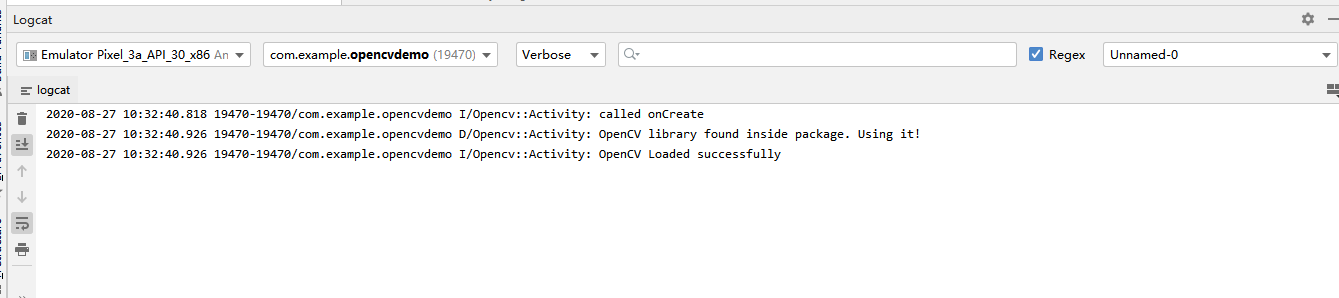 Logcat
Emulator Pixel_3a_API_30_x86 An
com.example.opencvdemo (19470)
Verbose
Regex
Unnamed-0
logcat
2020-08-27 10:32:40.818 19470-19470/com.example.opencvdemo I/Opencv::Activity: called onCreate
2020-08-27 10:32:40.926 19470-19470/com.example.opencvdemo D/Opencv::Activity: OpenCV library found inside package. Using it!
2020-08-27 10:32:40.926 19470-19470/com.example.opencvdemo I/Opencv::Activity: OpenCV Loaded successfully